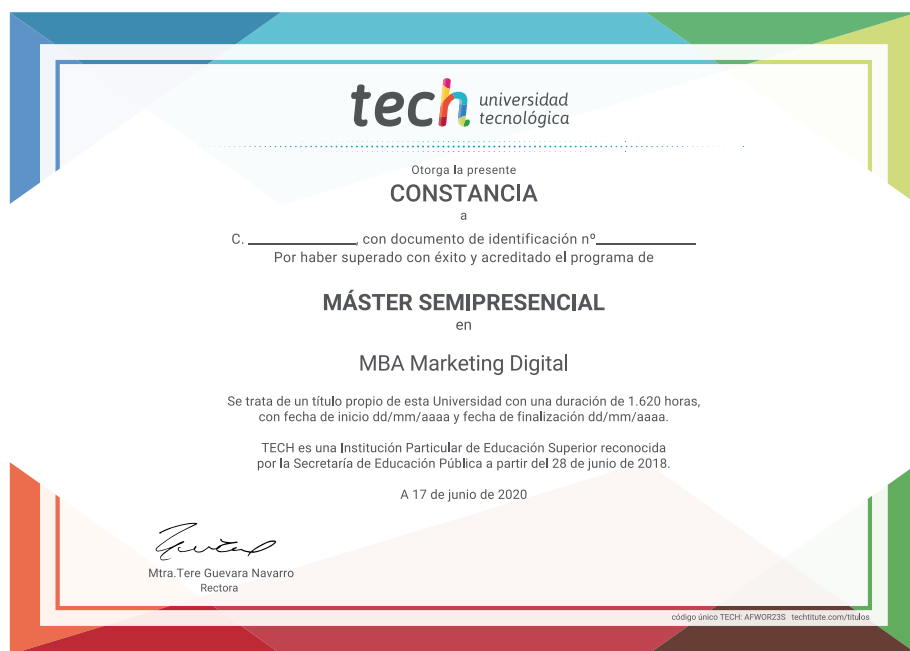 tech universidad
tecnológica
Otorga la presente
CONSTANCIA
a
C. ______________, con documento de identificación nº_____________
Por haber superado con éxito y acreditado el programa de
MÁSTER SEMIPRESENCIAL
en
MBA Marketing Digital
Se trata de un título propio de esta Universidad con una duración de 1.620 horas,
con fecha de inicio dd/mm/aaaa y fecha de finalización dd/mm/aaaa.
TECH es una Institución Particular de Educación Superior reconocida
por la Secretaría de Educación Pública a partir del 28 de junio de 2018.
A 17 de junio de 2020
Mtra.Tere Guevara Navarro
Rectora
código único TECH: AFWOR23S techtitute.com/titulos